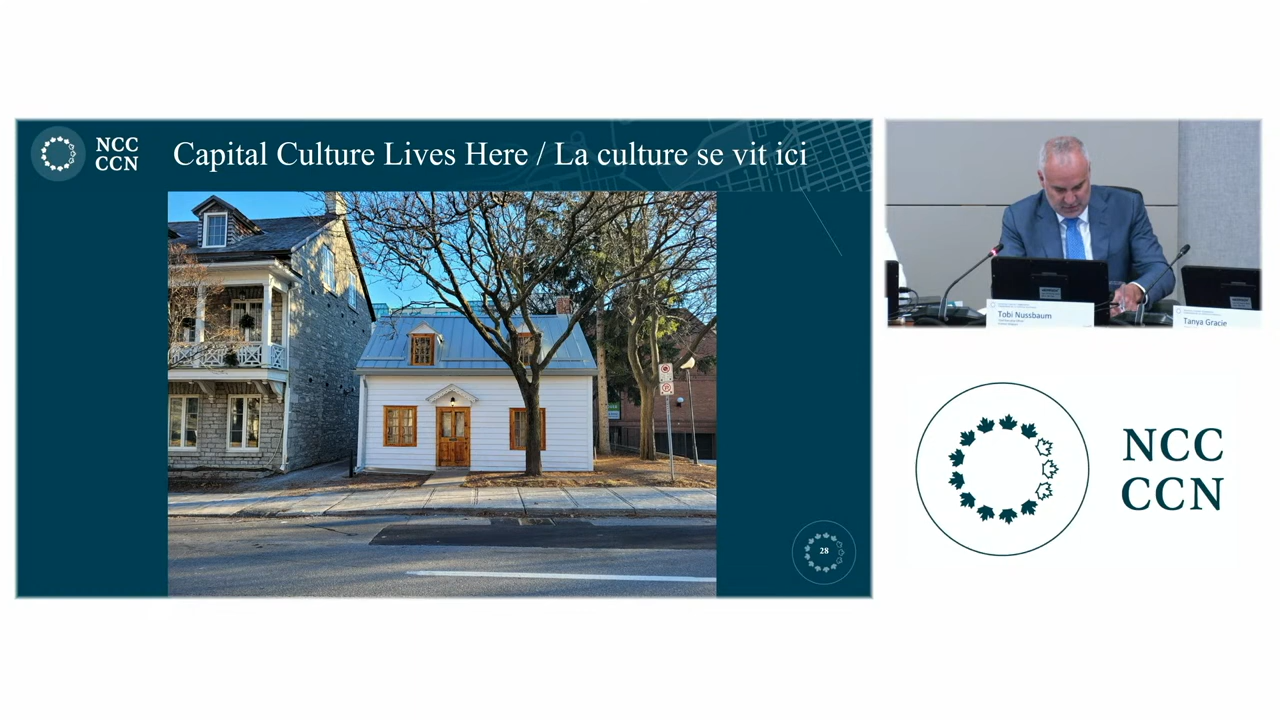 NCC
CCN
Capital Culture Lives Here / La culture se vit ici
28
Tobi Nussbaum
Tanya Gracie
NCC
CCN